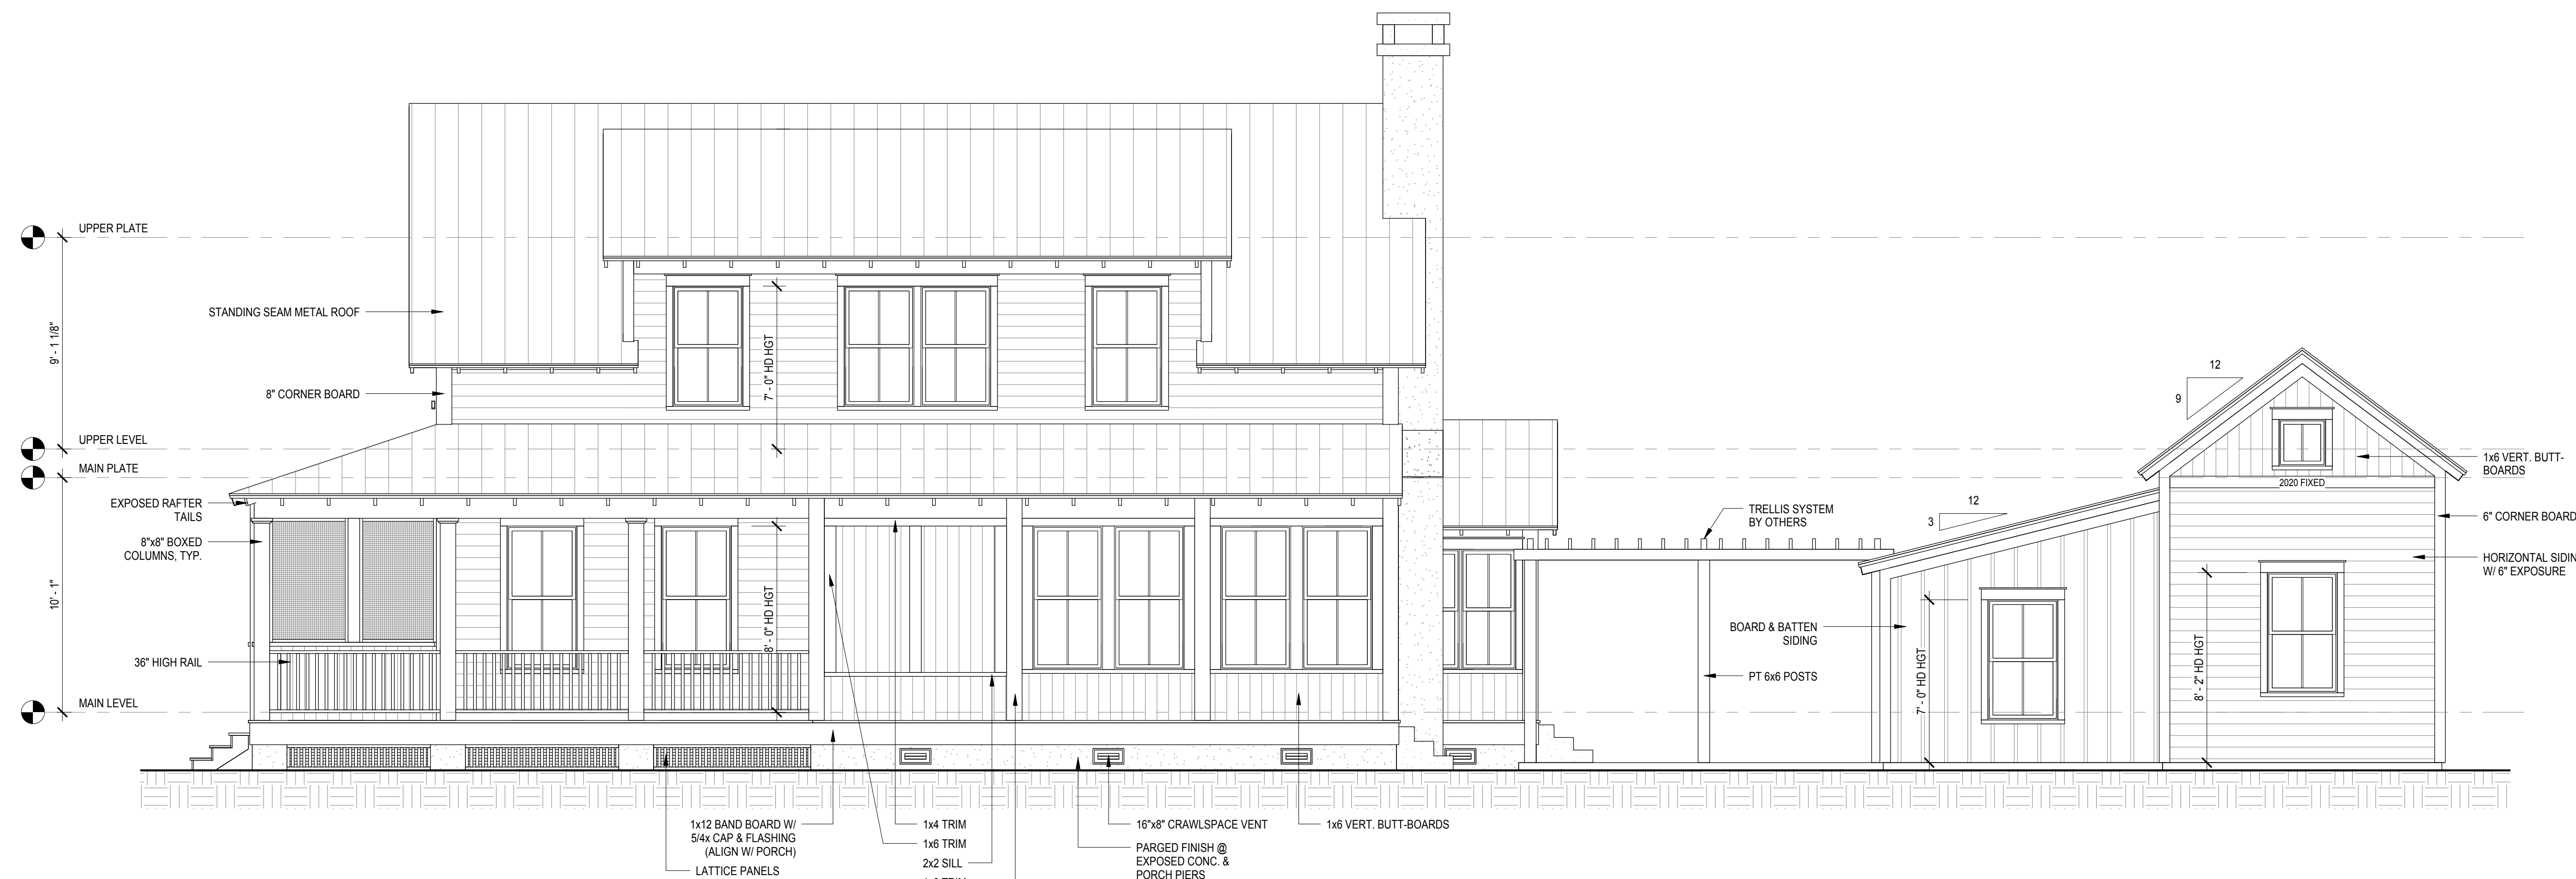 UPPER PLATE
STANDING SEAM METAL ROOF
9' - 1 1/8"
7' - 0" HD HGT
8" CORNER BOARD
12
9
UPPER LEVEL
MAIN PLATE
1x6 VERT. BUTT-
BOARDS
2020 FIXED
EXPOSED RAFTER
TAILS
12
3
TRELLIS SYSTEM
BY OTHERS
6" CORNER BOARD
8"x8" BOXED
COLUMNS, TYP.
HORIZONTAL SIDIN
W/ 6" EXPOSURE
10' - 1"
8' - 0" HD HGT
BOARD & BATTEN
SIDING
36" HIGH RAIL
PT 6x6 POSTS
7' - 0" HD HGT
8' - 2" HD HGT
MAIN LEVEL
1x12 BAND BOARD W/
5/4x CAP & FLASHING
(ALIGN W/ PORCH)
LATTICE PANELS
1x4 TRIM
1x6 TRIM
2x2 SILL
16"x8" CRAWLSPACE VENT
PARGED FINISH @
EXPOSED CONC. &
PORCH PIERS
1x6 VERT. BUTT-BOARDS